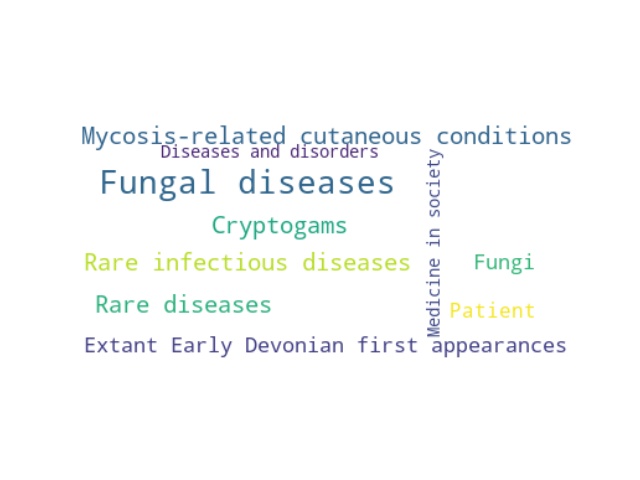 Mycosis-related cutaneous conditions
Diseases and disorders
Fungal diseases
Medicine in society
Cryptogams
Rare infectious diseases
Fungi
Rare diseases
Patient
Extant Early Devonian first appearances